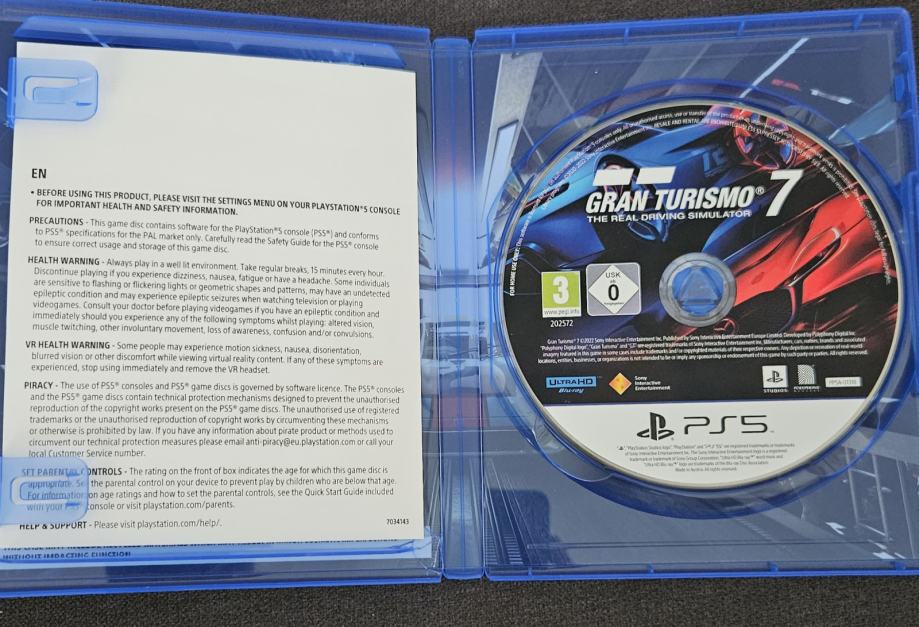 EN
• BEFORE USING THIS PRODUCT, PLEASE VISIT THE SETTINGS MENU ON YOUR PLAYSTATION®5 CONSOLE
FOR IMPORTANT HEALTH AND SAFETY INFORMATION.
PRECAUTIONS - This game disc contains software for the PlayStation®5 console (PS5®) and conforms
to PS5® specifications for the PAL market only. Carefully read the Safety Guide for the PS5® console
to ensure correct usage and storage of this game disc.
HEALTH WARNING - Always play in a well lit environment. Take regular breaks, 15 minutes every hour.
Discontinue playing if you experience dizziness, nausea, fatigue or have a headache. Some individuals
are sensitive to flashing or flickering lights or geometric shapes and patterns, may have an undetected
epileptic condition and may experience epileptic seizures when watching television or playing
videogames. Consult your doctor before playing videogames if you have an epileptic condition and
immediately should you experience any of the following symptoms whilst playing: altered vision,
muscle twitching, other involuntary movement, loss of awareness, confusion and/or convulsions.
VR HEALTH WARNING - Some people may experience motion sickness, nausea, disorientation,
blurred vision or other discomfort while viewing virtual reality content. If any of these symptoms are
experienced, stop using immediately and remove the VR headset.
PIRACY - The use of PS5® consoles and PS5® game discs is governed by software licence. The PS5® consoles
and the PS5® game discs contain technical protection mechanisms designed to prevent the unauthorised
reproduction of the copyright works present on the PS5® game discs. The unauthorised use of registered
trademarks or the unauthorised reproduction of copyright works by circumventing these mechanisms
or otherwise is prohibited by law. If you have any information about pirate product or methods used to
circumvent our technical protection measures please email anti-piracy@eu.playstation.com or call your
local Customer Service number.
SET PARENTAL CONTROLS - The rating on the front of box indicates the age for which this game disc is
appropriate. Set the parental control on your device to prevent play by children who are below that age.
For information on age ratings and how to set the parental controls, see the Quick Start Guide included
with your PS5® console or visit playstation.com/parents.
HELP & SUPPORT - Please visit playstation.com/help/.
7034143
WITHOUT IMPACTING FUNCTION
GRAN TURISMO® 7
THE REAL DRIVING SIMULATOR
3
www.pegi.info
USK
ab
0
freigegeben
202572
ULTRA HD
Blu-ray
Sony
Interactive
Entertainment
STUDIOS
PPSA-01316
PS5
Made in Austria. All rights reserved.